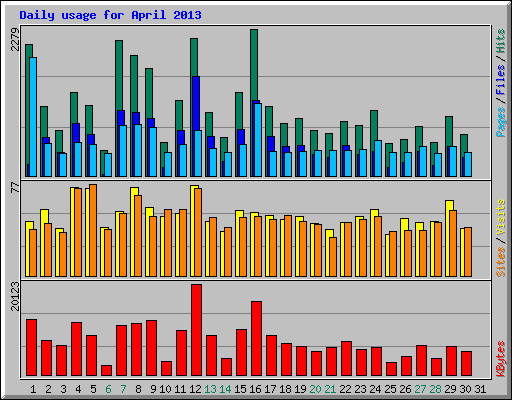 Daily usage for April 2013
2279
Pages / Files / Hits
77
Sites / Visits
20123
KBytes
1 2 3 4 5 6 7 8 9 10 11 12 13 14 15 16 17 18 19 20 21 22 23 24 25 26 27 28 29 30 31